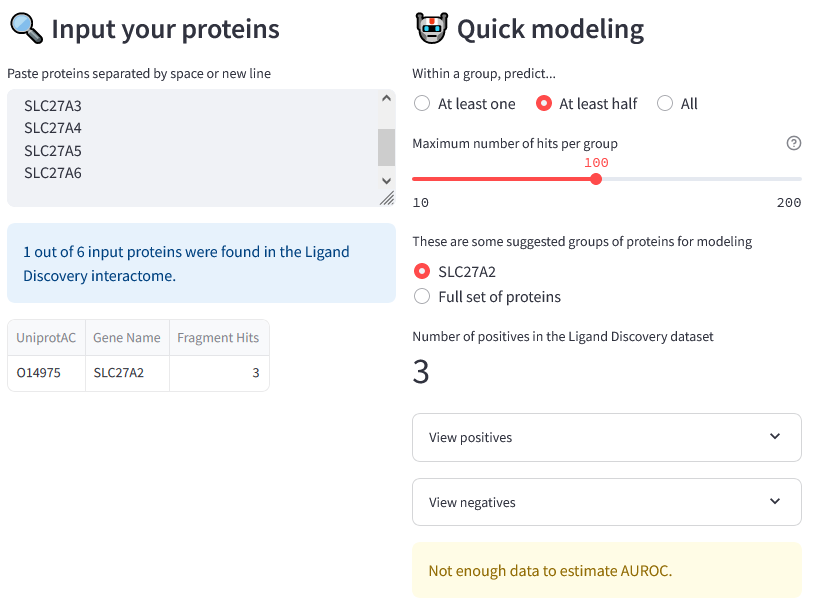 Input your proteins
Paste proteins separated by space or new line
SLC27A3
SLC27A4
SLC27A5
SLC27A6
1 out of 6 input proteins were found in the Ligand
Discovery interactome.
UniprotAC Gene Name Fragment Hits
O14975 SLC27A2 3
Quick modeling
Within a group, predict...
At least one At least half All
Maximum number of hits per group
100
10 200
These are some suggested groups of proteins for modeling
SLC27A2
Full set of proteins
Number of positives in the Ligand Discovery dataset
3
View positives
View negatives
Not enough data to estimate AUROC.